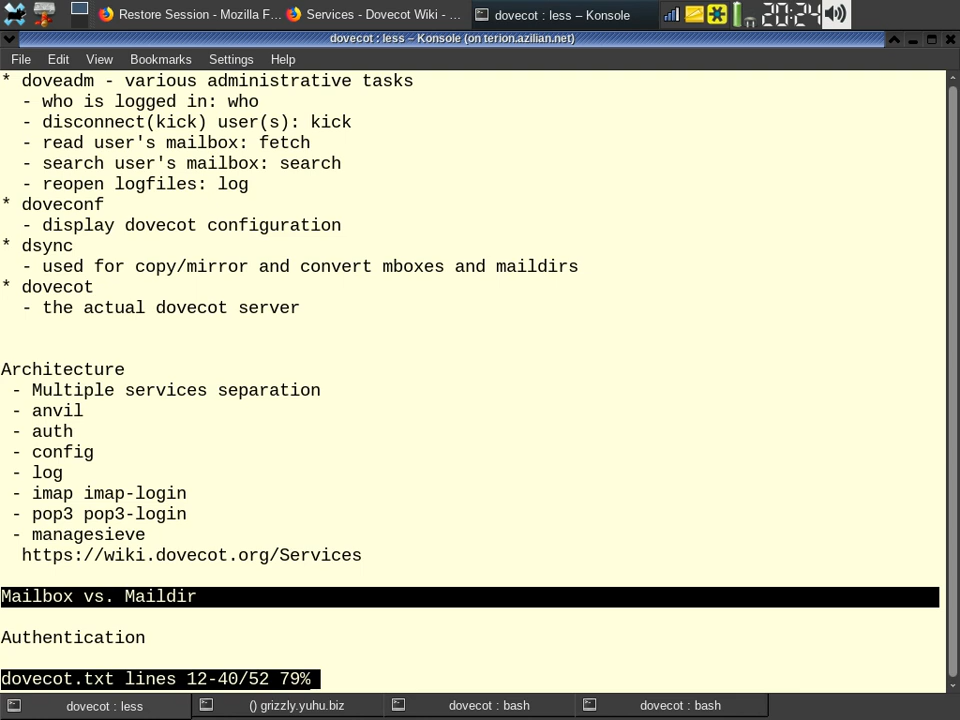 Restore Session - Mozilla F...
Services - Dovecot Wiki - ...
dovecot : less – Konsole
20:24
dovecot : less – Konsole (on terion.azilian.net)
File Edit View Bookmarks Settings Help
* doveadm - various administrative tasks
- who is logged in: who
- disconnect(kick) user(s): kick
- read user's mailbox: fetch
- search user's mailbox: search
- reopen logfiles: log
* doveconf
- display dovecot configuration
* dsync
- used for copy/mirror and convert mboxes and maildirs
* dovecot
- the actual dovecot server
Architecture
- Multiple services separation
- anvil
- auth
- config
- log
- imap imap-login
- pop3 pop3-login
- managesieve
https://wiki.dovecot.org/Services
Mailbox vs. Maildir
Authentication
dovecot.txt lines 12-40/52 79%
dovecot : less
() grizzly.yuhu.biz
dovecot : bash
dovecot : bash